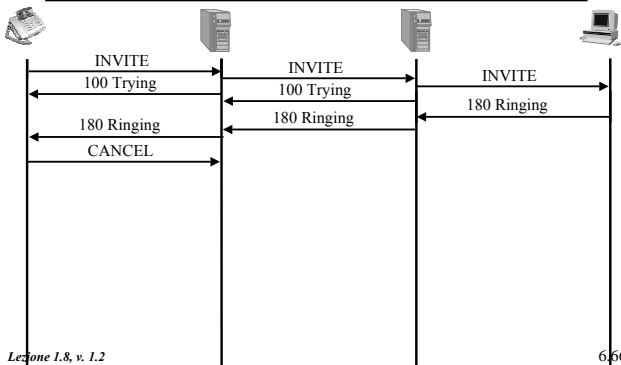 INVITE
INVITE
INVITE
100 Trying
100 Trying
180 Ringing
180 Ringing
180 Ringing
CANCEL
Lezione 1.8, v. 1.2